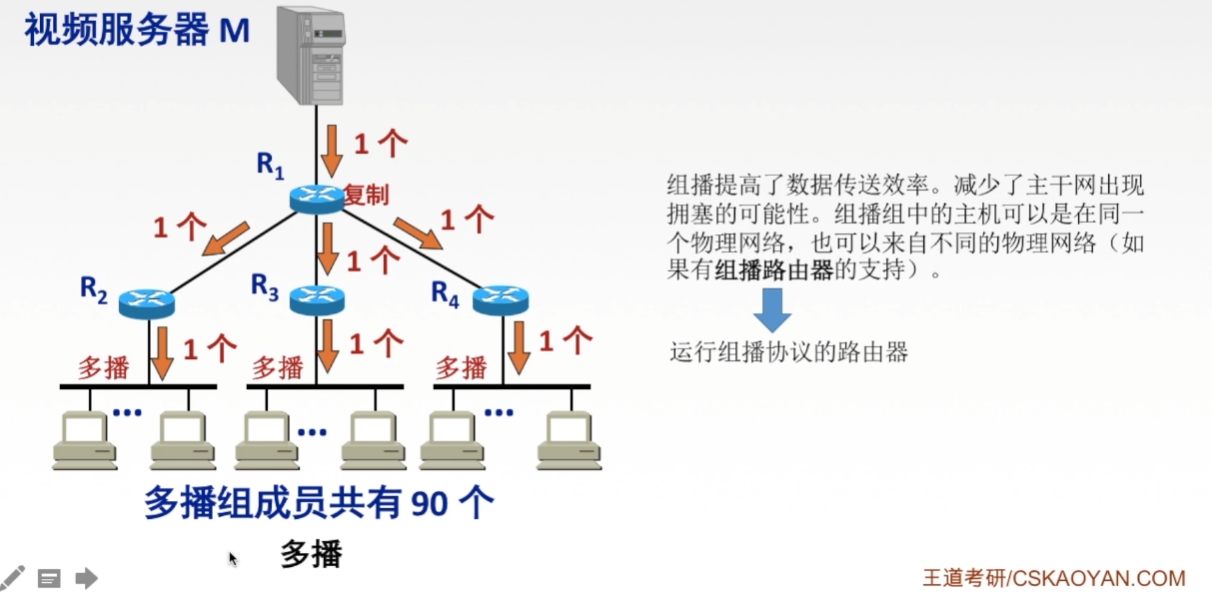 视频服务器 M
1 个
R1
复制
1 个
1 个
1 个
R2
R3
R4
1 个
1 个
1 个
多播
多播
多播
...
...
...
多播组成员共有 90 个
多播
组播提高了数据传送效率。减少了主干网出现
拥塞的可能性。组播组中的主机可以是在同一
个物理网络，也可以来自不同的物理网络（如
果有组播路由器的支持）。
运行组播协议的路由器
王道考研/CSKAOYAN.COM